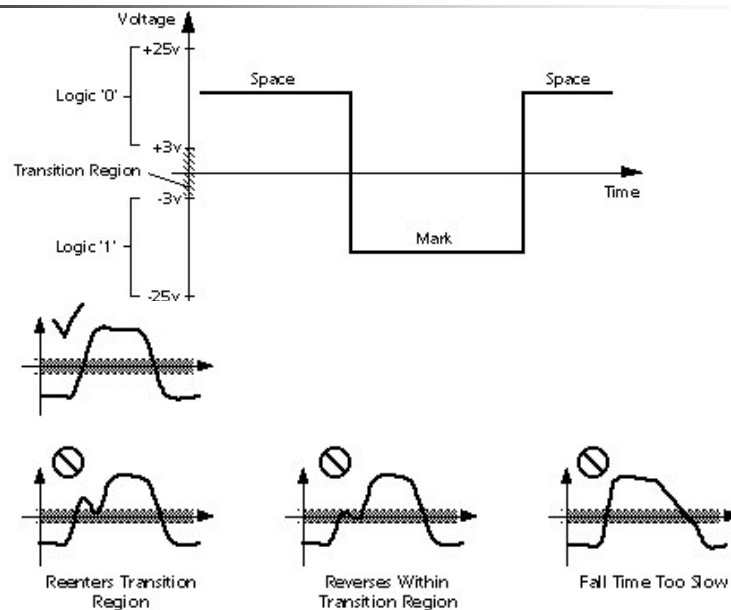 Voltage
+25v
Space
Space
Logic '0'
+3v
Transition Region
Time
-3v
Mark
Logic '1'
-25v
Reenters Transition
Region
Reverses Within
Transition Region
Fall Time Too Slow